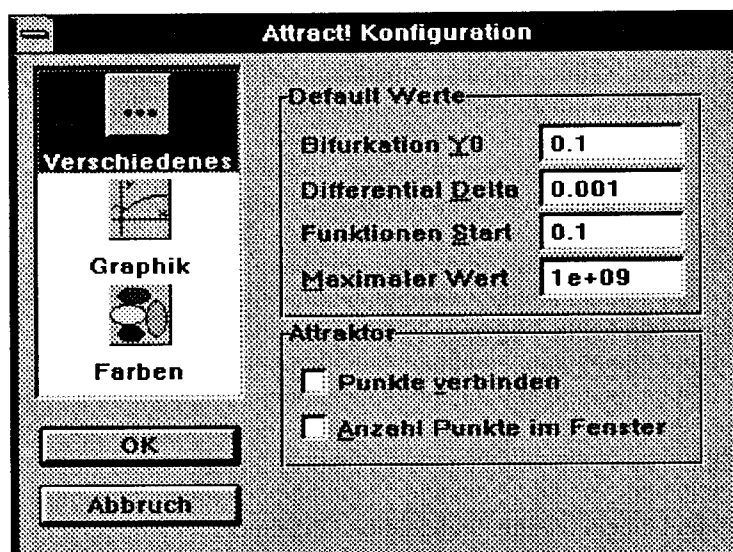 Attract! Konfiguration
...
Verschiedenes
Graphik
Farben
OK
Abbruch
Default Werte
Bifurkation Y0 0.1
Differential Delta 0.001
Funktionen Start 0.1
Maximaler Wert 1e+09
Attraktor
Punkte verbinden
Anzahl Punkte im Fenster